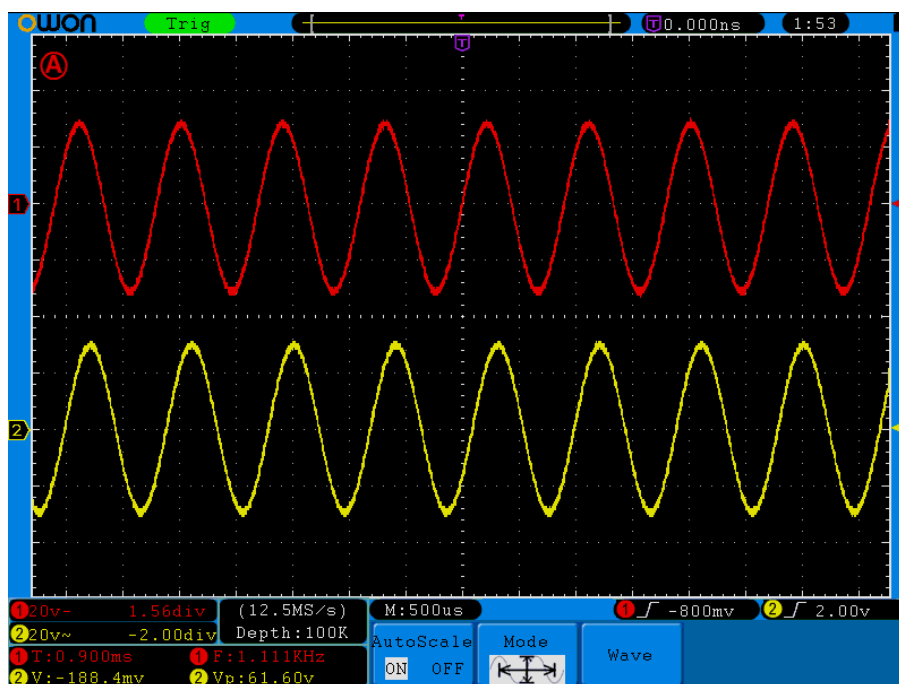 owon Trig T T 0.000ns 1:53
T
A
1
2
1 20v- 1.56div (12.5MS/s) M:500us 1 -800mv 2 2.00v
2 20v~ -2.00div Depth:100K
AutoScale Mode Wave
ON OFF
1 T:0.900ms 1 F:1.111KHz
2 V:-188.4mv 2 Vp:61.60v